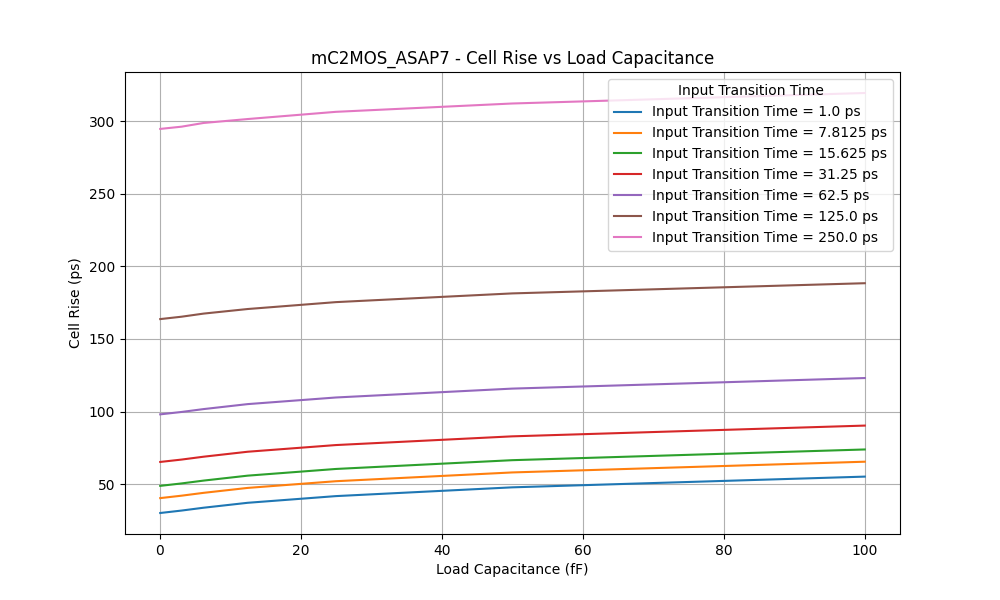 mC2MOS_ASAP7 - Cell Rise vs Load Capacitance
Input Transition Time
Input Transition Time = 1.0 ps
Input Transition Time = 7.8125 ps
Input Transition Time = 15.625 ps
Input Transition Time = 31.25 ps
Input Transition Time = 62.5 ps
Input Transition Time = 125.0 ps
Input Transition Time = 250.0 ps
Cell Rise (ps)
300
250
200
150
100
50
0 20 40 60 80 100
Load Capacitance (fF)